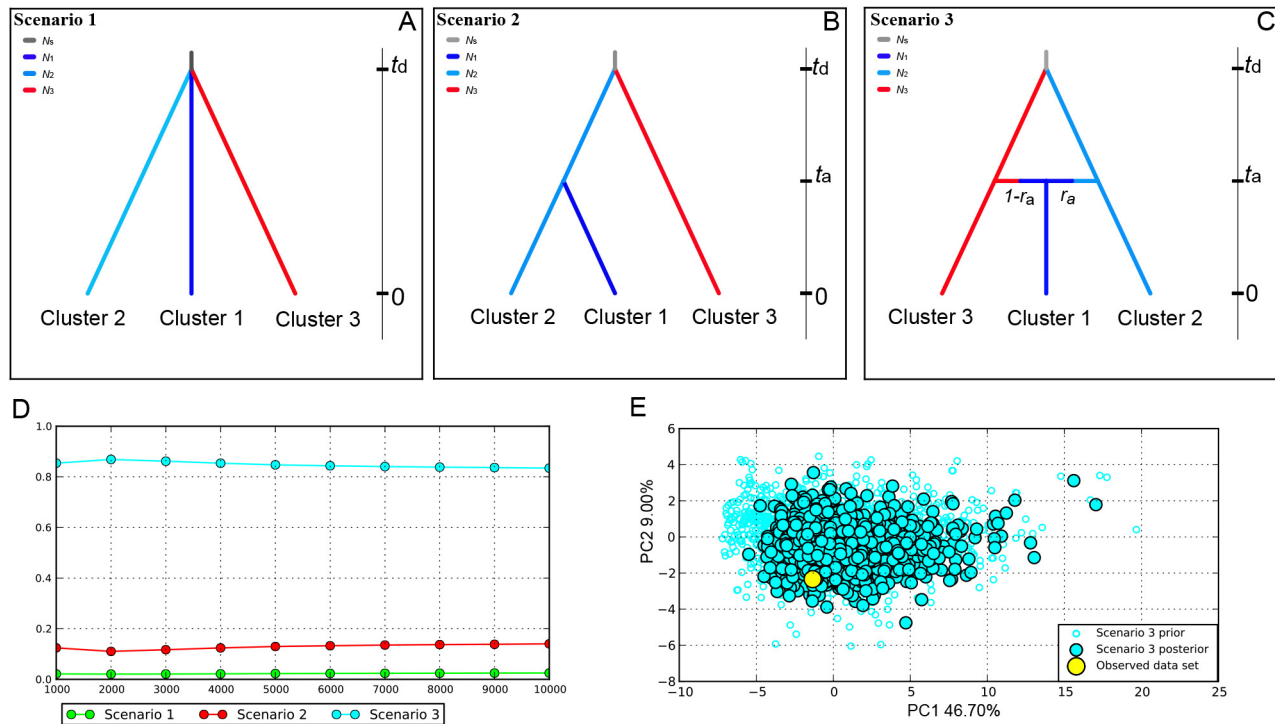 Scenario 1
A
Ns
N1
N2
N3
td
0
Cluster 2 Cluster 1 Cluster 3
Scenario 2
B
Ns
N1
N2
N3
td
ta
0
Cluster 2 Cluster 1 Cluster 3
Scenario 3
C
Ns
N1
N2
N3
td
ta
1-ra ra
0
Cluster 3 Cluster 1 Cluster 2
D
1.0
0.8
0.6
0.4
0.2
0.0
1000 2000 3000 4000 5000 6000 7000 8000 9000 10000
Scenario 1 Scenario 2 Scenario 3
E
PC2 9.00%
6
4
2
0
−2
−4
−6
−8
−10 −5 0 5 10 15 20 25
PC1 46.70%
Scenario 3 prior
Scenario 3 posterior
Observed data set